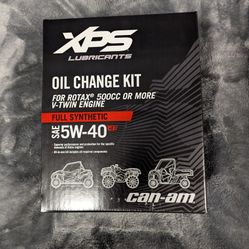 XPS
LUBRICANTS
OIL CHANGE KIT
FOR ROTAX® 500CC OR MORE
V-TWIN ENGINE
FULL SYNTHETIC
SAE 5W-40
can-am